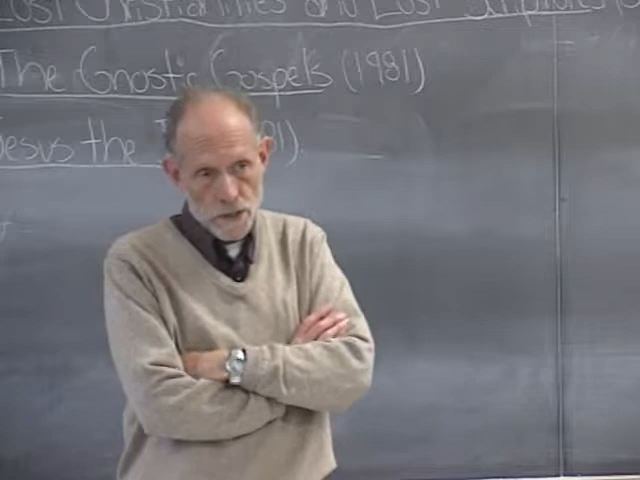 Lost Christianities and Lost Scriptures
The Gnostic Gospels (1981)
Jesus the